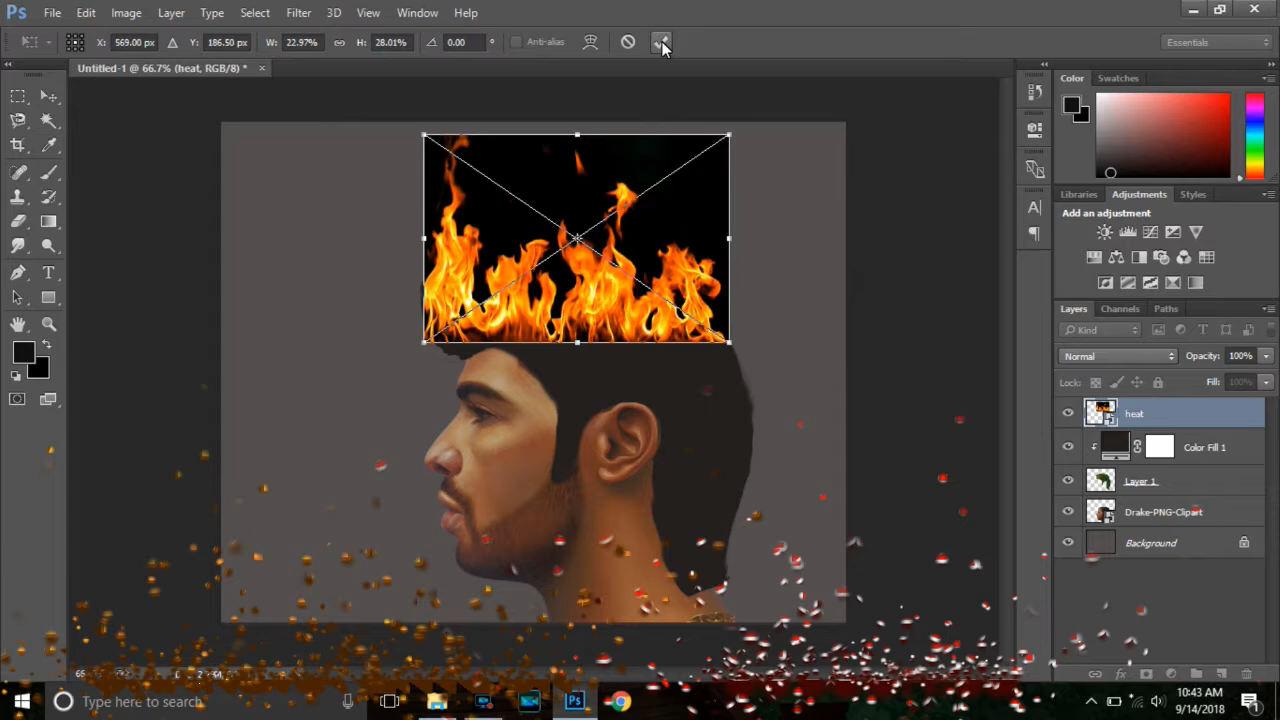 Ps File Edit Image Layer Type Select Filter 3D View Window Help
X: 569.00 px Y: 186.50 px W: 22.97% H: 28.01% 0.00 ° Anti-alias Essentials
Untitled-1 @ 66.7% (heat, RGB/8) * ×
Color Swatches
Libraries Adjustments Styles
Add an adjustment
Layers Channels Paths
Kind
Normal Opacity: 100%
Lock: Fill: 100%
heat
Color Fill 1
Layer 1
Drake-PNG-Clipart
Background
Type here to search
Ps
10:43 AM
9/14/2018
1